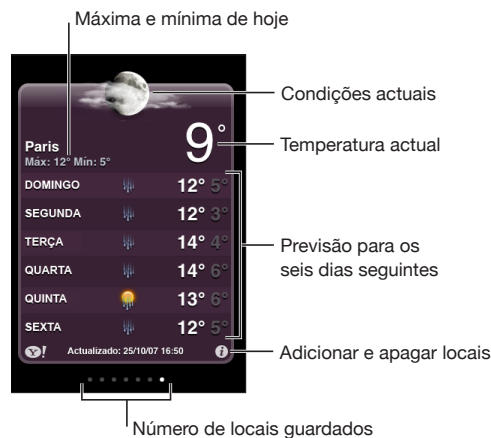 Máxima e mínima de hoje
Condições actuais
9°
Temperatura actual
Paris
Máx: 12° Mín: 5°
DOMINGO 12° 5°
SEGUNDA 12° 3°
TERÇA 14° 4°
Previsão para os
seis dias seguintes
QUARTA 14° 6°
QUINTA 13° 6°
SEXTA 12° 5°
Y! Actualizado: 25/10/07 16:50 i
Adicionar e apagar locais
Número de locais guardados